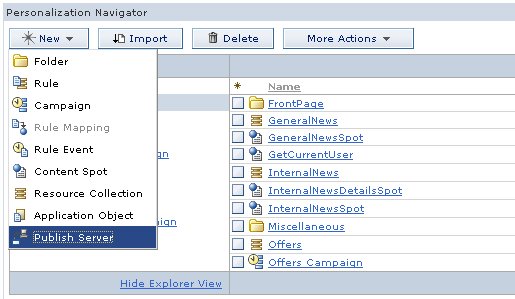 Personalization Navigator
New Import Delete More Actions
Folder
Rule
Campaign
Rule Mapping
Rule Event
Content Spot
Resource Collection
Application Object
Publish Server
Name
FrontPage
GeneralNews
GeneralNewsSpot
GetCurrentUser
InternalNews
InternalNewsDetailsSpot
InternalNewsSpot
Miscellaneous
Offers
Offers Campaign
Hide Explorer View